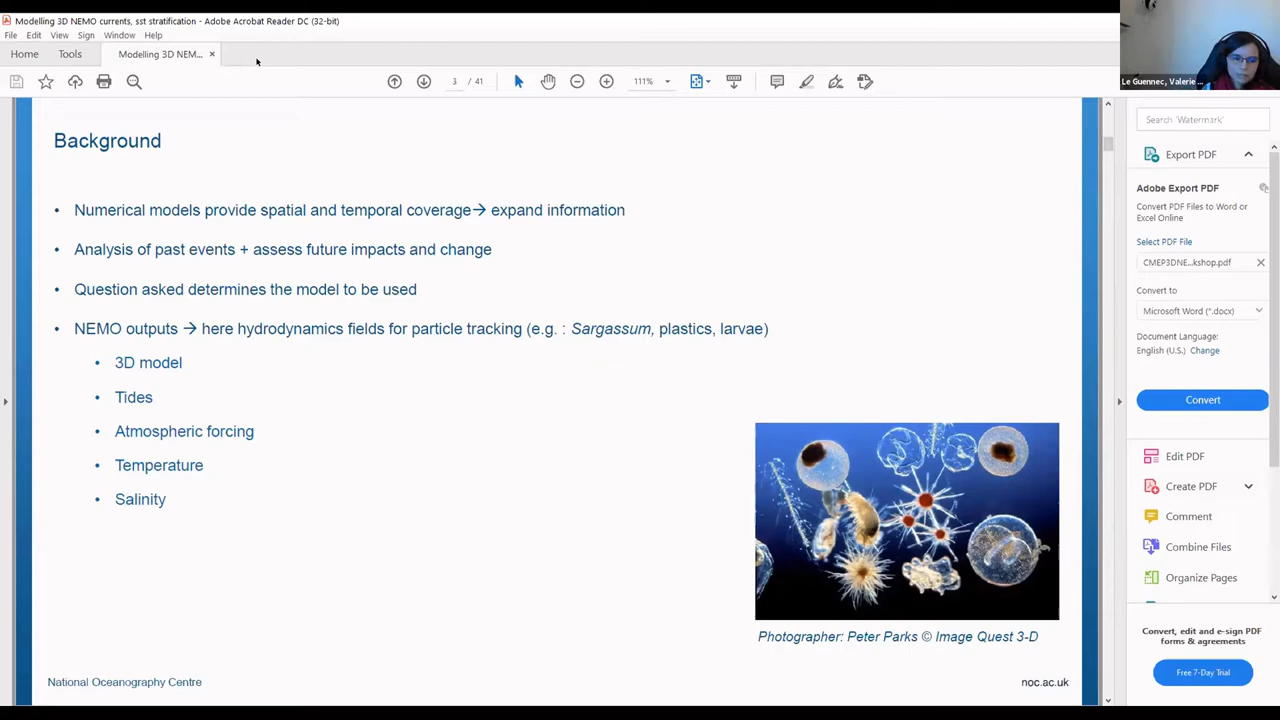 Modelling 3D NEMO currents, sst stratification - Adobe Acrobat Reader DC (32-bit)
File Edit View Sign Window Help
Home Tools Modelling 3D NEM... ×
3 / 41 111%
Le Guennec, Valerie ...
Search 'Watermark'
Export PDF
Adobe Export PDF
Convert PDF Files to Word or
Excel Online
Select PDF File
CMEP3DNE...kshop.pdf
Convert to
Microsoft Word (*.docx)
Document Language:
English (U.S.) Change
Convert
Edit PDF
Create PDF
Comment
Combine Files
Organize Pages
Convert, edit and e-sign PDF
forms & agreements
Free 7-Day Trial
Background
• Numerical models provide spatial and temporal coverage→ expand information
• Analysis of past events + assess future impacts and change
• Question asked determines the model to be used
• NEMO outputs → here hydrodynamics fields for particle tracking (e.g. : Sargassum, plastics, larvae)
• 3D model
• Tides
• Atmospheric forcing
• Temperature
• Salinity
Photographer: Peter Parks © Image Quest 3-D
National Oceanography Centre
noc.ac.uk